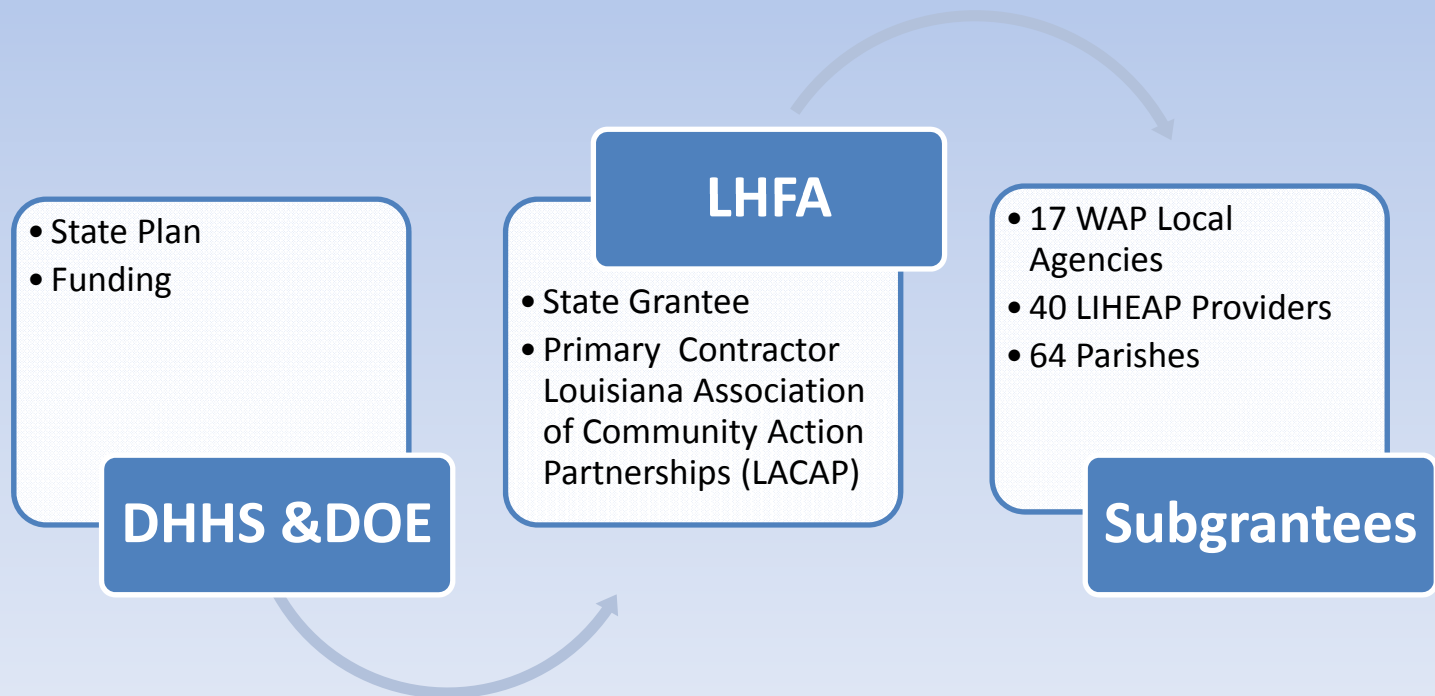 • State Plan
• Funding
DHHS &DOE
LHFA
• State Grantee
• Primary Contractor
Louisiana Association
of Community Action
Partnerships (LACAP)
• 17 WAP Local
Agencies
• 40 LIHEAP Providers
• 64 Parishes
Subgrantees